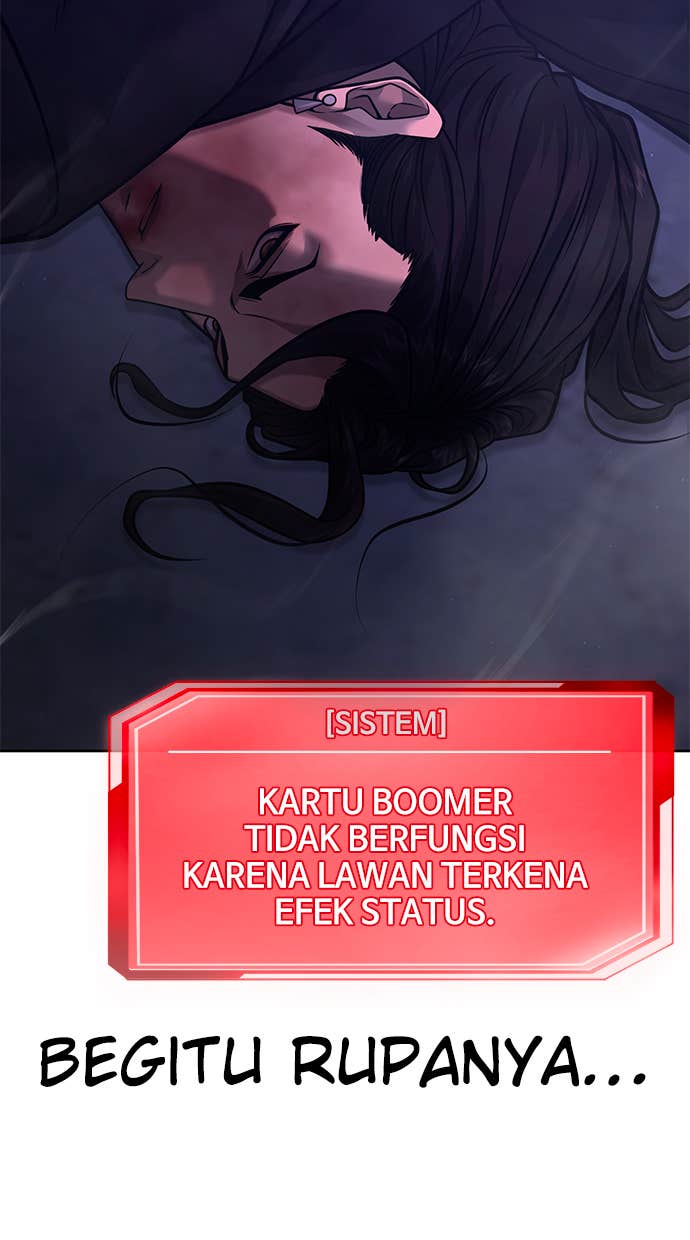 [SISTEM]
KARTU BOOMER
TIDAK BERFUNGSI
KARENA LAWAN TERKENA
EFEK STATUS.
BEGITU RUPANYA...